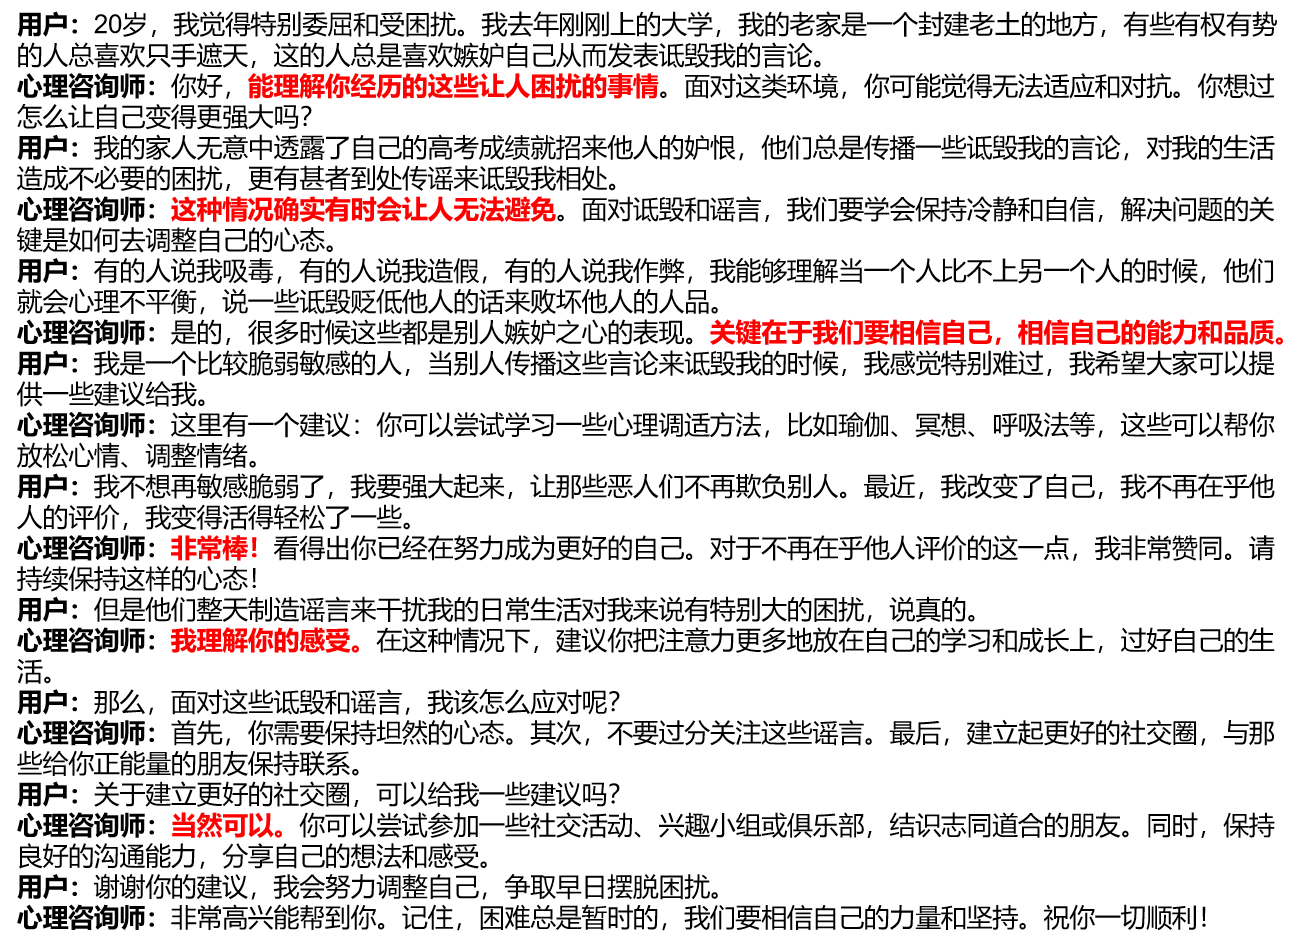 用户：20岁，我觉得特别委屈和受困扰。我去年刚刚上的大学，我的老家是一个封建老土的地方，有些有权有势
的人总喜欢只手遮天，这的人总是喜欢嫉妒自己从而发表诋毁我的言论。
心理咨询师：你好，能理解你经历的这些让人困扰的事情。面对这类环境，你可能觉得无法适应和对抗。你想过
怎么让自己变得更强大吗？
用户：我的家人无意中透露了自己的高考成绩就招来他人的妒恨，他们总是传播一些诋毁我的言论，对我的生活
造成不必要的困扰，更有甚者到处传谣来诋毁我相处。
心理咨询师：这种情况确实有时会让人无法避免。面对诋毁和谣言，我们要学会保持冷静和自信，解决问题的关
键是如何去调整自己的心态。
用户：有的人说我吸毒，有的人说我造假，有的人说我作弊，我能够理解当一个人比不上另一个人的时候，他们
就会心理不平衡，说一些诋毁贬低他人的话来败坏他人的人品。
心理咨询师：是的，很多时候这些都是别人嫉妒之心的表现。关键在于我们要相信自己，相信自己的能力和品质。
用户：我是一个比较脆弱敏感的人，当别人传播这些言论来诋毁我的时候，我感觉特别难过，我希望大家可以提
供一些建议给我。
心理咨询师：这里有一个建议：你可以尝试学习一些心理调适方法，比如瑜伽、冥想、呼吸法等，这些可以帮你
放松心情、调整情绪。
用户：我不想再敏感脆弱了，我要强大起来，让那些恶人们不再欺负别人。最近，我改变了自己，我不再在乎他
人的评价，我变得活得轻松了一些。
心理咨询师：非常棒！看得出你已经在努力成为更好的自己。对于不再在乎他人评价的这一点，我非常赞同。请
持续保持这样的心态！
用户：但是他们整天制造谣言来干扰我的日常生活对我来说有特别大的困扰，说真的。
心理咨询师：我理解你的感受。在这种情况下，建议你把注意力更多地放在自己的学习和成长上，过好自己的生
活。
用户：那么，面对这些诋毁和谣言，我该怎么应对呢？
心理咨询师：首先，你需要保持坦然的心态。其次，不要过分关注这些谣言。最后，建立起更好的社交圈，与那
些给你正能量的朋友保持联系。
用户：关于建立更好的社交圈，可以给我一些建议吗？
心理咨询师：当然可以。你可以尝试参加一些社交活动、兴趣小组或俱乐部，结识志同道合的朋友。同时，保持
良好的沟通能力，分享自己的想法和感受。
用户：谢谢你的建议，我会努力调整自己，争取早日摆脱困扰。
心理咨询师：非常高兴能帮到你。记住，困难总是暂时的，我们要相信自己的力量和坚持。祝你一切顺利！